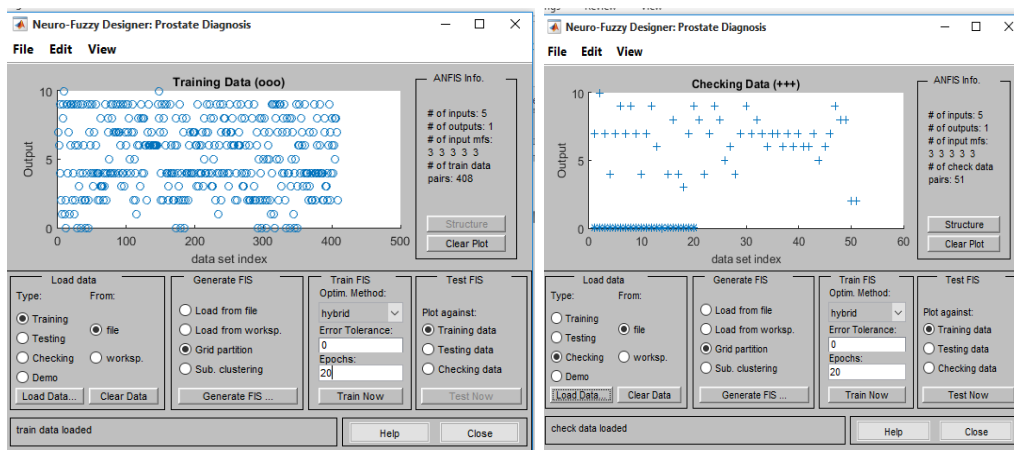 Neuro-Fuzzy Designer: Prostate Diagnosis
File Edit View
Training Data (ooo)
10
5
0
Output
0 100 200 300 400 500
data set index
ANFIS Info.
# of inputs: 5
# of outputs: 1
# of input mfs:
3 3 3 3 3
# of train data
pairs: 408
Structure
Clear Plot
Load data
Type: From:
Training
Testing
Checking
Demo
file
worksp.
Load Data... Clear Data
Generate FIS
Load from file
Load from worksp.
Grid partition
Sub. clustering
Generate FIS ...
Train FIS
Optim. Method:
hybrid
Error Tolerance:
0
Epochs:
20
Train Now
Test FIS
Plot against:
Training data
Testing data
Checking data
Test Now
train data loaded
Help Close
Review View
Neuro-Fuzzy Designer: Prostate Diagnosis
File Edit View
Checking Data (+++)
10
5
0
Output
0 10 20 30 40 50 60
data set index
ANFIS Info.
# of inputs: 5
# of outputs: 1
# of input mfs:
3 3 3 3 3
# of check data
pairs: 51
Structure
Clear Plot
Load data
Type: From:
Training
Testing
Checking
Demo
file
worksp.
Load Data... Clear Data
Generate FIS
Load from file
Load from worksp.
Grid partition
Sub. clustering
Generate FIS ...
Train FIS
Optim. Method:
hybrid
Error Tolerance:
0
Epochs:
20
Train Now
Test FIS
Plot against:
Training data
Testing data
Checking data
Test Now
check data loaded
Help Close